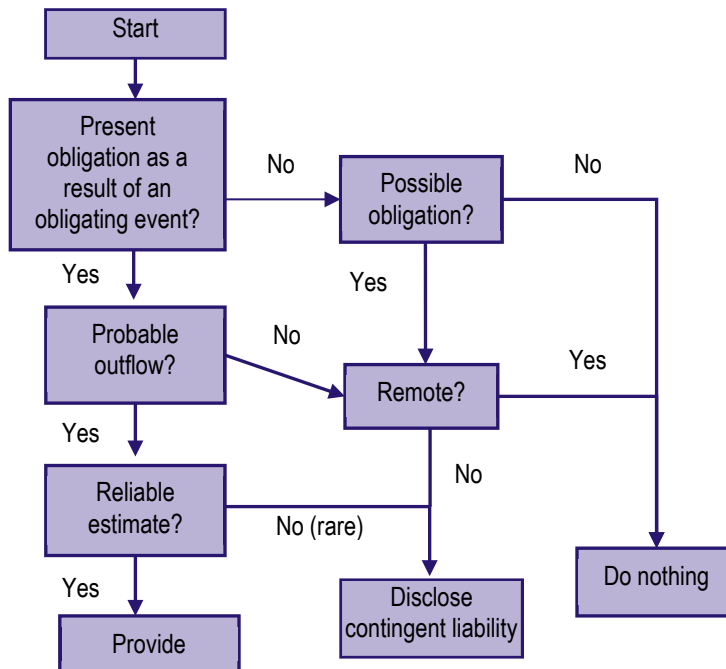 Start
Present
obligation as a
result of an
obligating event?
No
Possible
obligation?
No
Yes
Yes
Probable
outflow?
No
Remote?
Yes
Yes
No
Reliable
estimate?
No (rare)
Yes
Disclose
contingent liability
Do nothing
Provide